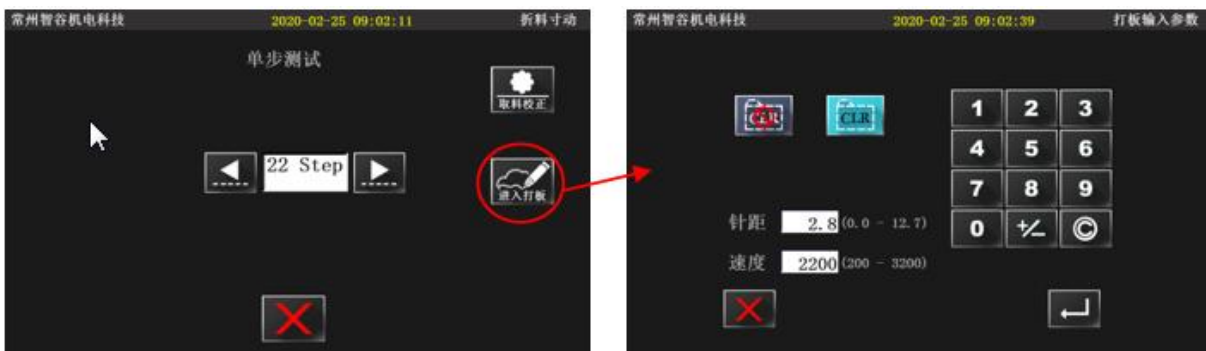 常州智谷机电科技 2020-02-25 09:02:11 折料寸动
单步测试
取料校正
22 Step
进入打板
常州智谷机电科技 2020-02-25 09:02:39 打板输入参数
CLR CLR
1 2 3
4 5 6
7 8 9
0 +/- ©
针距 2.8 (0.0 - 12.7)
速度 2200 (200 - 3200)